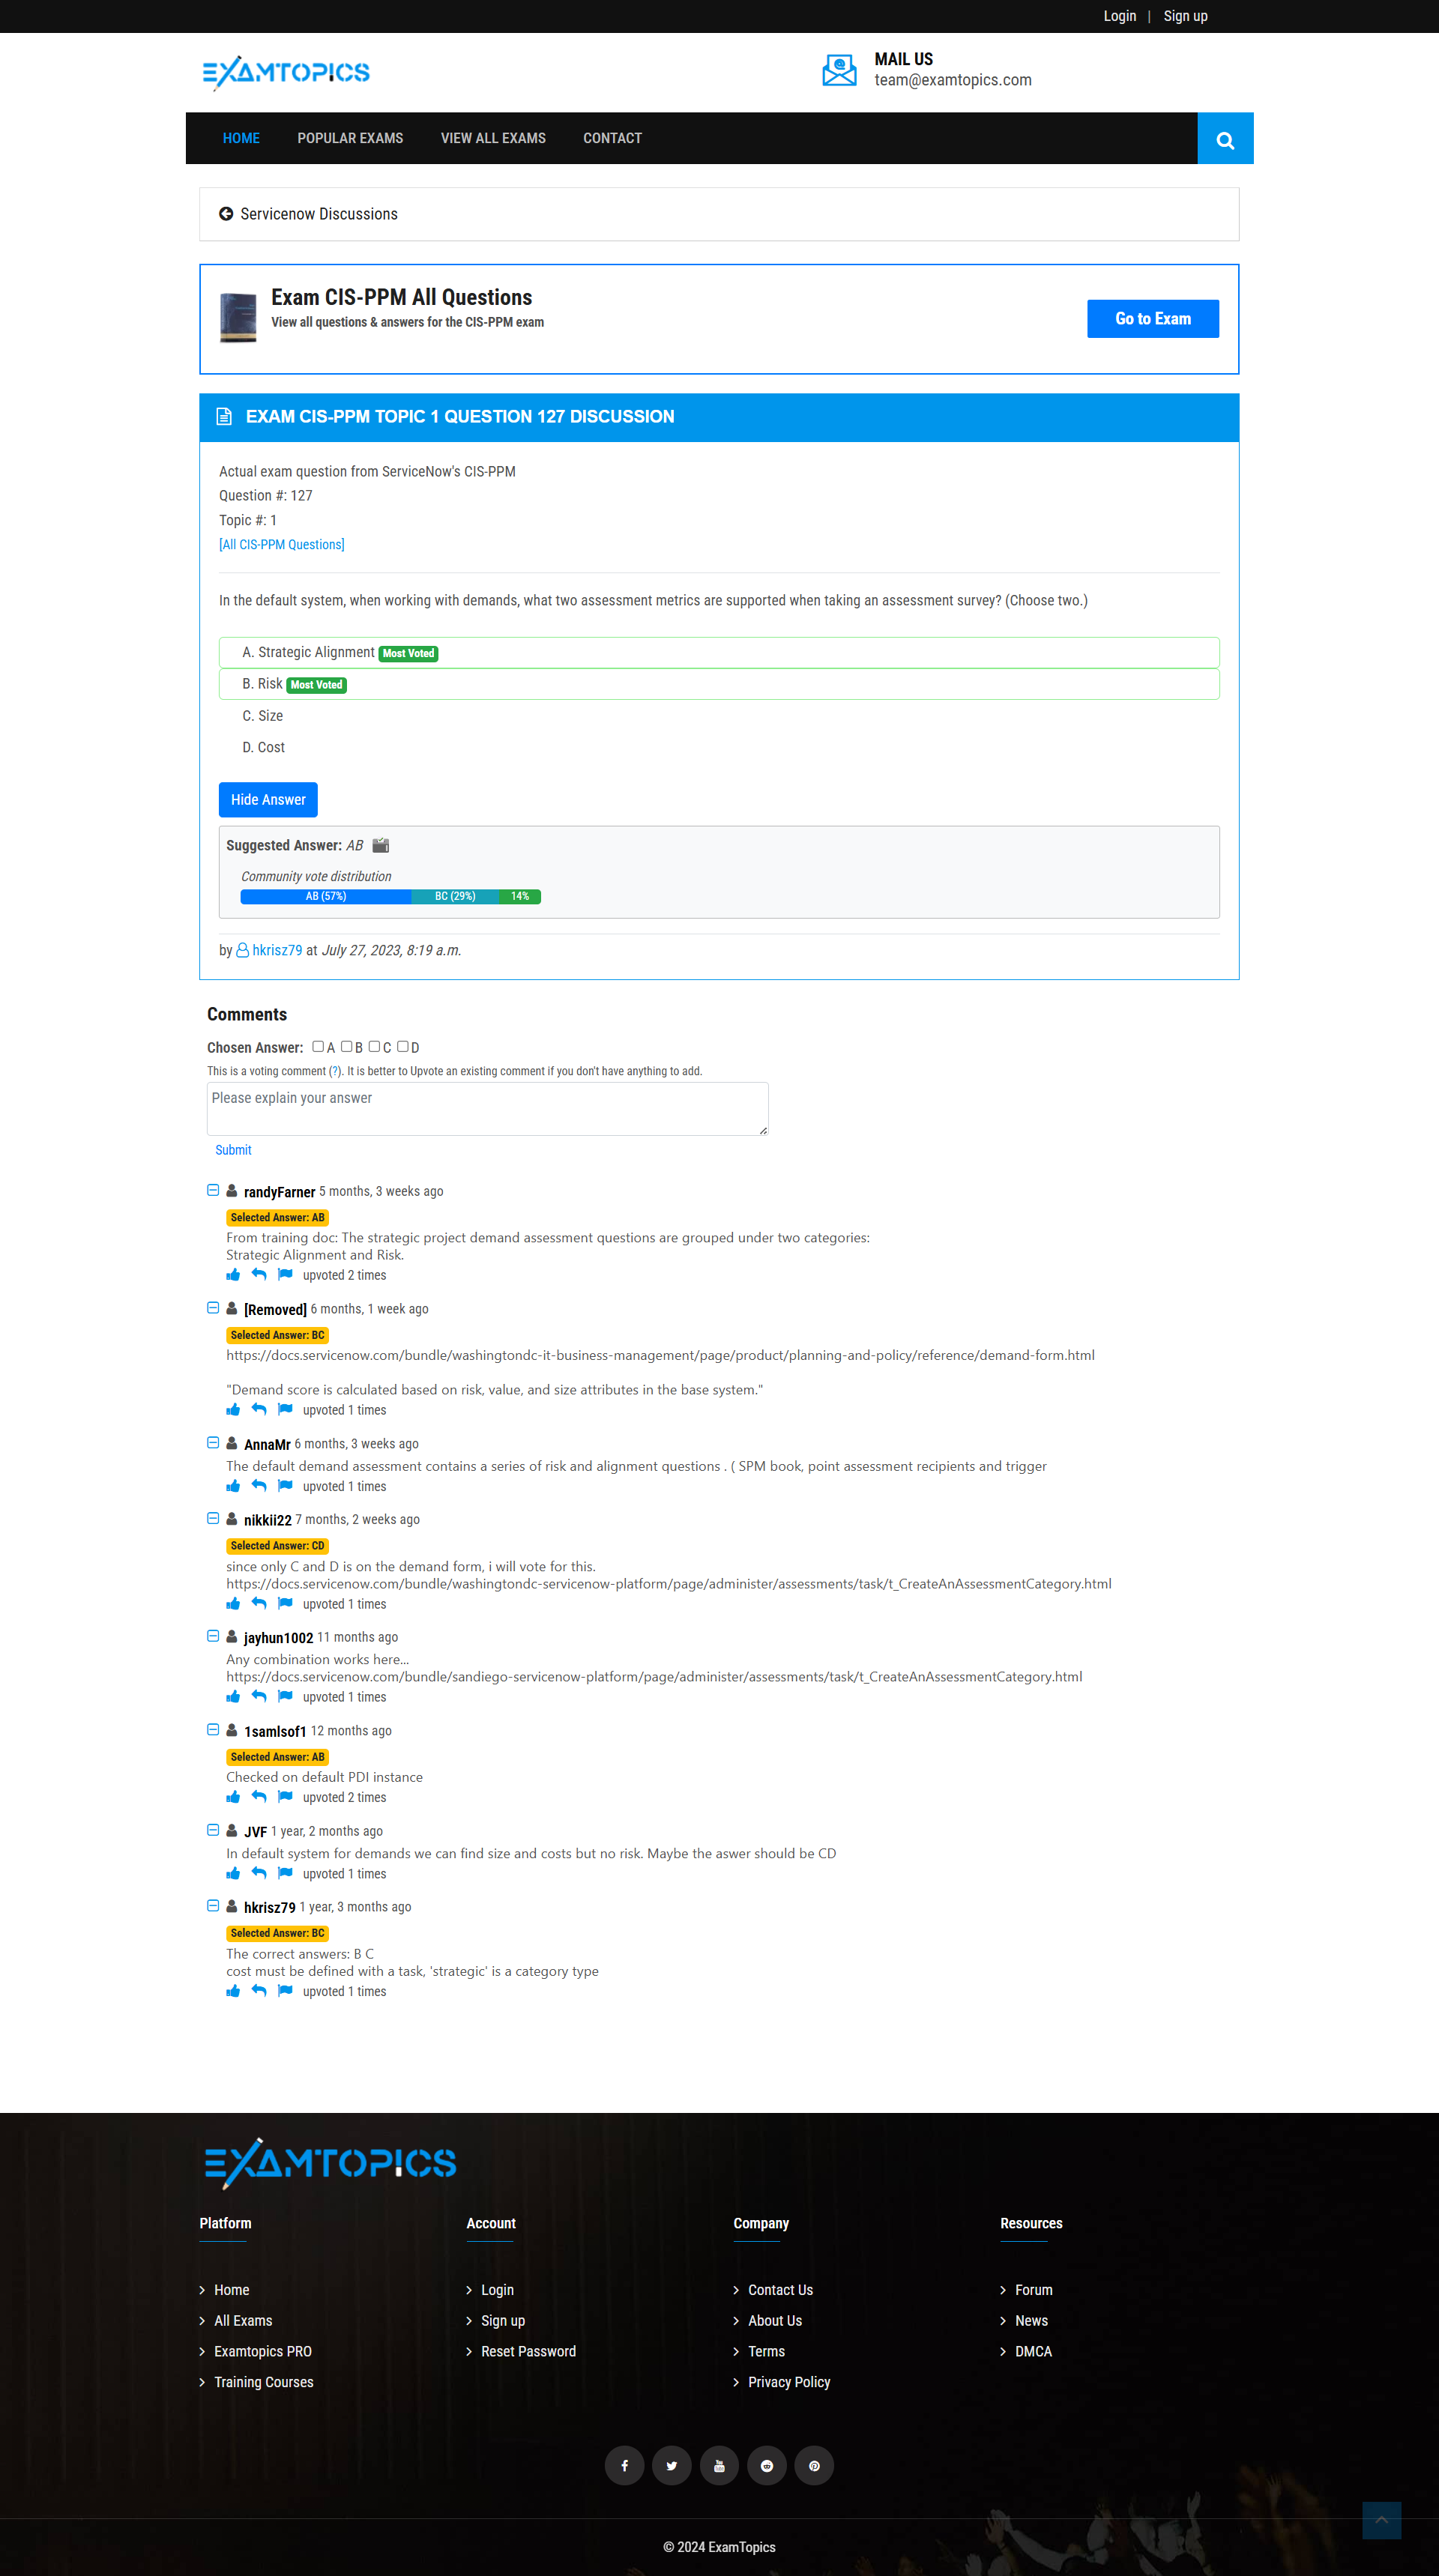 Login | Sign up
EXAMTOPICS
MAIL US
team@examtopics.com
HOME POPULAR EXAMS VIEW ALL EXAMS CONTACT
Servicenow Discussions
Exam CIS-PPM All Questions
View all questions & answers for the CIS-PPM exam
Go to Exam
EXAM CIS-PPM TOPIC 1 QUESTION 127 DISCUSSION
Actual exam question from ServiceNow's CIS-PPM
Question #: 127
Topic #: 1
[All CIS-PPM Questions]
In the default system, when working with demands, what two assessment metrics are supported when taking an assessment survey? (Choose two.)
A. Strategic Alignment Most Voted
B. Risk Most Voted
C. Size
D. Cost
Hide Answer
Suggested Answer: AB
Community vote distribution
AB (57%) BC (29%) 14%
by hkrisz79 at July 27, 2023, 8:19 a.m.
Comments
Chosen Answer: A B C D
This is a voting comment (?). It is better to Upvote an existing comment if you don't have anything to add.
Please explain your answer
Submit
randyFarner 5 months, 3 weeks ago
Selected Answer: AB
From training doc: The strategic project demand assessment questions are grouped under two categories:
Strategic Alignment and Risk.
upvoted 2 times
[Removed] 6 months, 1 week ago
Selected Answer: BC
https://docs.servicenow.com/bundle/washingtondc-it-business-management/page/product/planning-and-policy/reference/demand-form.html
"Demand score is calculated based on risk, value, and size attributes in the base system."
upvoted 1 times
AnnaMr 6 months, 3 weeks ago
The default demand assessment contains a series of risk and alignment questions . ( SPM book, point assessment recipients and trigger
upvoted 1 times
nikkii22 7 months, 2 weeks ago
Selected Answer: CD
since only C and D is on the demand form, i will vote for this.
https://docs.servicenow.com/bundle/washingtondc-servicenow-platform/page/administer/assessments/task/t_CreateAnAssessmentCategory.html
upvoted 1 times
jayhun1002 11 months ago
Any combination works here...
https://docs.servicenow.com/bundle/sandiego-servicenow-platform/page/administer/assessments/task/t_CreateAnAssessmentCategory.html
upvoted 1 times
1samlsof1 12 months ago
Selected Answer: AB
Checked on default PDI instance
upvoted 2 times
JVF 1 year, 2 months ago
In default system for demands we can find size and costs but no risk. Maybe the aswer should be CD
upvoted 1 times
hkrisz79 1 year, 3 months ago
Selected Answer: BC
The correct answers: B C
cost must be defined with a task, 'strategic' is a category type
upvoted 1 times
EXAMTOPICS
Platform Account Company Resources
Home Login Contact Us Forum
All Exams Sign up About Us News
Examtopics PRO Reset Password Terms DMCA
Training Courses Privacy Policy
© 2024 ExamTopics